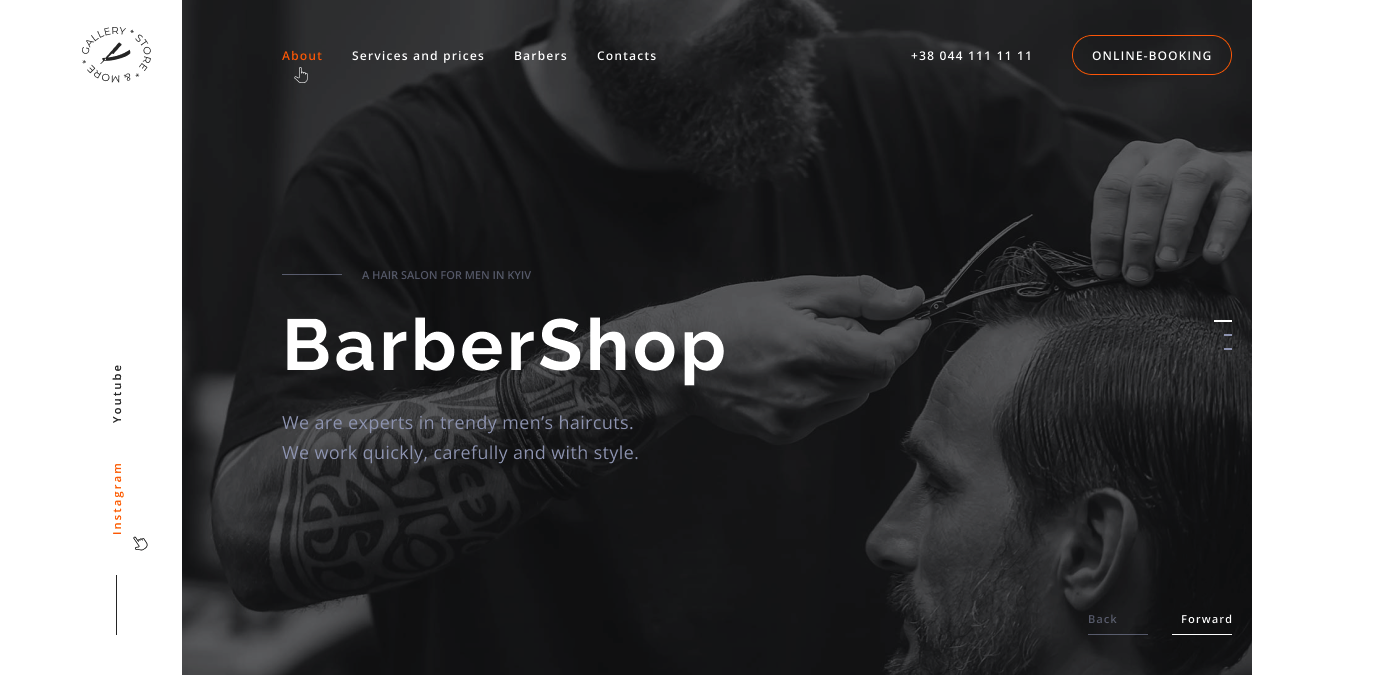 GALLERY * STORE * & MORE *
About
Services and prices
Barbers
Contacts
+38 044 111 11 11
ONLINE-BOOKING
A HAIR SALON FOR MEN IN KYIV
BarberShop
We are experts in trendy men’s haircuts.
We work quickly, carefully and with style.
Youtube
Instagram
Back
Forward